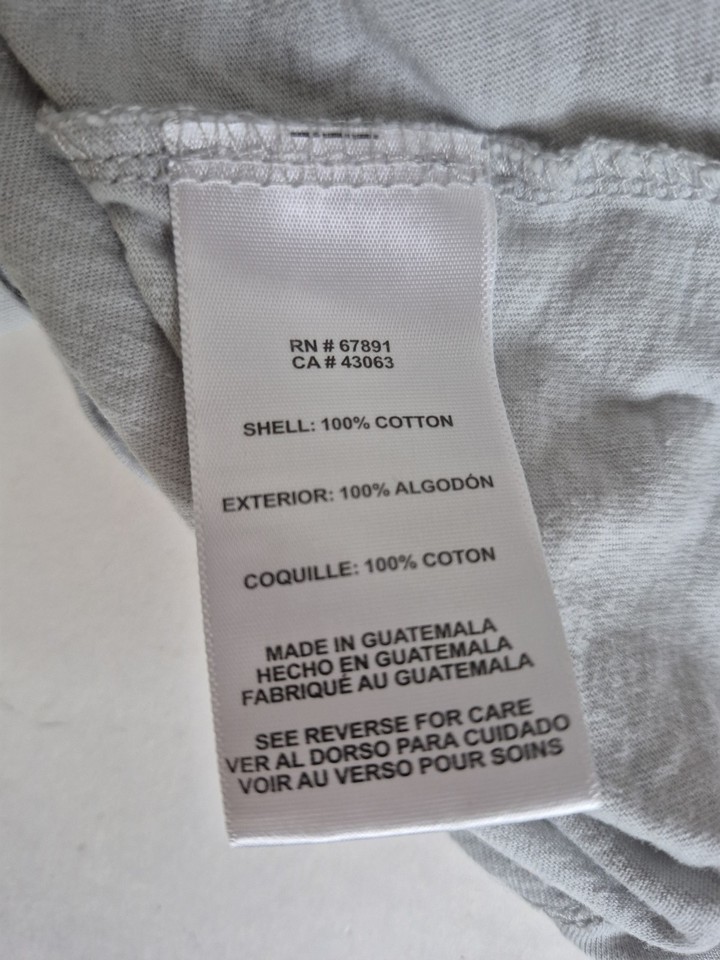 RN # 67891
CA # 43063
SHELL: 100% COTTON
EXTERIOR: 100% ALGODÓN
COQUILLE: 100% COTON
MADE IN GUATEMALA
HECHO EN GUATEMALA
FABRIQUÉ AU GUATEMALA
SEE REVERSE FOR CARE
VER AL DORSO PARA CUIDADO
VOIR AU VERSO POUR SOINS